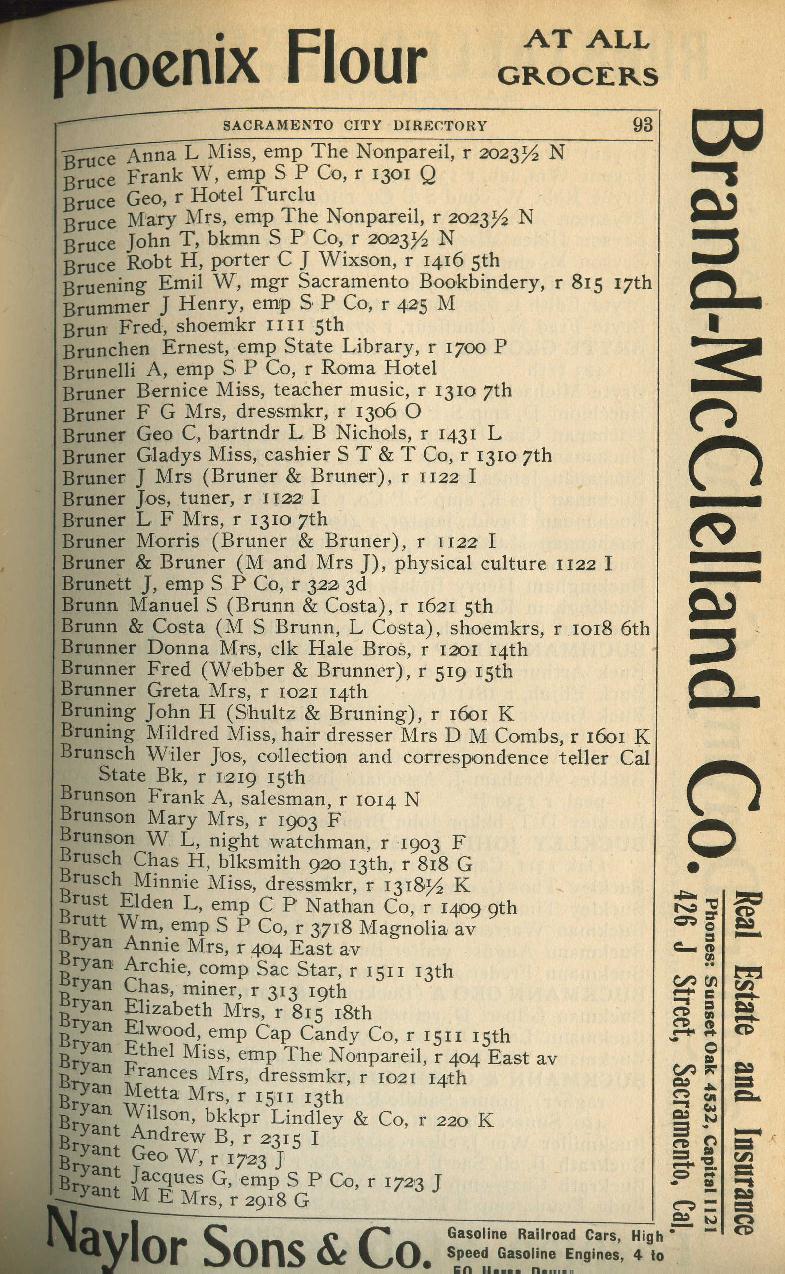 Phoenix Flour
AT ALL
GROCERS
SACRAMENTO CITY DIRECTORY 93
Bruce Anna L Miss, emp The Nonpareil, r 2023½ N
Bruce Frank W, emp S P Co, r 1301 Q
Bruce Geo, r Hotel Turclu
Bruce Mary Mrs, emp The Nonpareil, r 2023½ N
Bruce John T, bkmn S P Co, r 2023½ N
Bruce Robt H, porter C J Wixson, r 1416 5th
Bruening Emil W, mgr Sacramento Bookbindery, r 815 17th
Brummer J Henry, emp S P Co, r 425 M
Brun Fred, shoemkr 1111 5th
Brunchen Ernest, emp State Library, r 1700 P
Brunelli A, emp S P Co, r Roma Hotel
Bruner Bernice Miss, teacher music, r 1310 7th
Bruner F G Mrs, dressmkr, r 1306 O
Bruner Geo C, bartndr L B Nichols, r 1431 L
Bruner Gladys Miss, cashier S T & T Co, r 1310 7th
Bruner J Mrs (Bruner & Bruner), r 1122 I
Bruner Jos, tuner, r 1122 I
Bruner L F Mrs, r 1310 7th
Bruner Morris (Bruner & Bruner), r 1122 I
Bruner & Bruner (M and Mrs J), physical culture 1122 I
Brunett J, emp S P Co, r 322 3d
Brunn Manuel S (Brunn & Costa), r 1621 5th
Brunn & Costa (M S Brunn, L Costa), shoemkrs, r 1018 6th
Brunner Donna Mrs, clk Hale Bros, r 1201 14th
Brunner Fred (Webber & Brunner), r 519 15th
Brunner Greta Mrs, r 1021 14th
Bruning John H (Shultz & Bruning), r 1601 K
Bruning Mildred Miss, hair dresser Mrs D M Combs, r 1601 K
Brunsch Wiler Jos, collection and correspondence teller Cal
State Bk, r 1219 15th
Brunson Frank A, salesman, r 1014 N
Brunson Mary Mrs, r 1903 F
Brunson W L, night watchman, r 1903 F
Brusch Chas H, blksmith 920 13th, r 818 G
Brusch Minnie Miss, dressmkr, r 1318½ K
Brust Elden L, emp C P Nathan Co, r 1409 9th
Brutt Wm, emp S P Co, r 3718 Magnolia av
Bryan Annie Mrs, r 404 East av
Bryan Archie, comp Sac Star, r 1511 13th
Bryan Chas, miner, r 313 19th
Bryan Elizabeth Mrs, r 815 18th
Bryan Elwood, emp Cap Candy Co, r 1511 15th
Bryan Ethel Miss, emp The Nonpareil, r 404 East av
Bryan Frances Mrs, dressmkr, r 1021 14th
Bryan Metta Mrs, r 1511 13th
Bryan Wilson, bkkpr Lindley & Co, r 220 K
Bryant Andrew B, r 2315 I
Bryant Geo W, r 1723 J
Bryant Jacques G, emp S P Co, r 1723 J
Bryant M E Mrs, r 2918 G
Brand-McClelland Co.
Real Estate and Insurance
Phones: Sunset Oak 4532, Capital 1121
426 J Street, Sacramento, Cal.
Naylor Sons & Co.
Gasoline Railroad Cars, High
Speed Gasoline Engines, 4 to